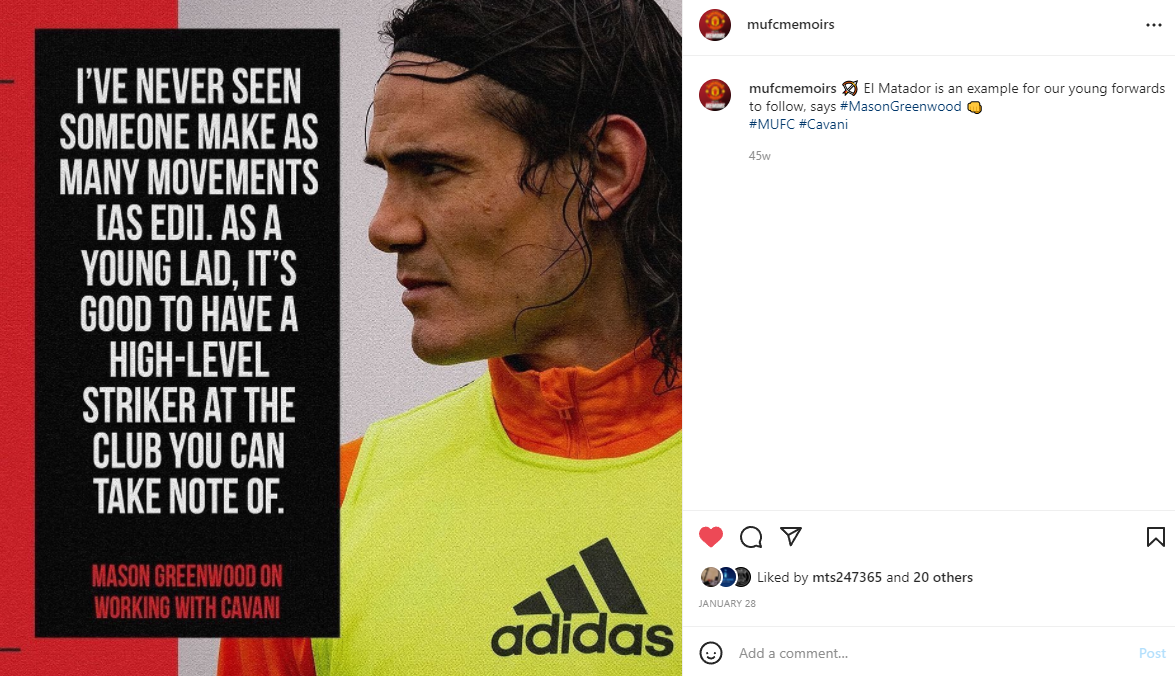 I'VE NEVER SEEN
SOMEONE MAKE AS
MANY MOVEMENTS
[AS EDI]. AS A
YOUNG LAD, IT'S
GOOD TO HAVE A
HIGH-LEVEL
STRIKER AT THE
CLUB YOU CAN
TAKE NOTE OF.
MASON GREENWOOD ON
WORKING WITH CAVANI
adidas
mufcmemoirs
mufcmemoirs El Matador is an example for our young forwards
to follow, says #MasonGreenwood
#MUFC #Cavani
45w
Liked by mts247365 and 20 others
JANUARY 28
Add a comment...
Post